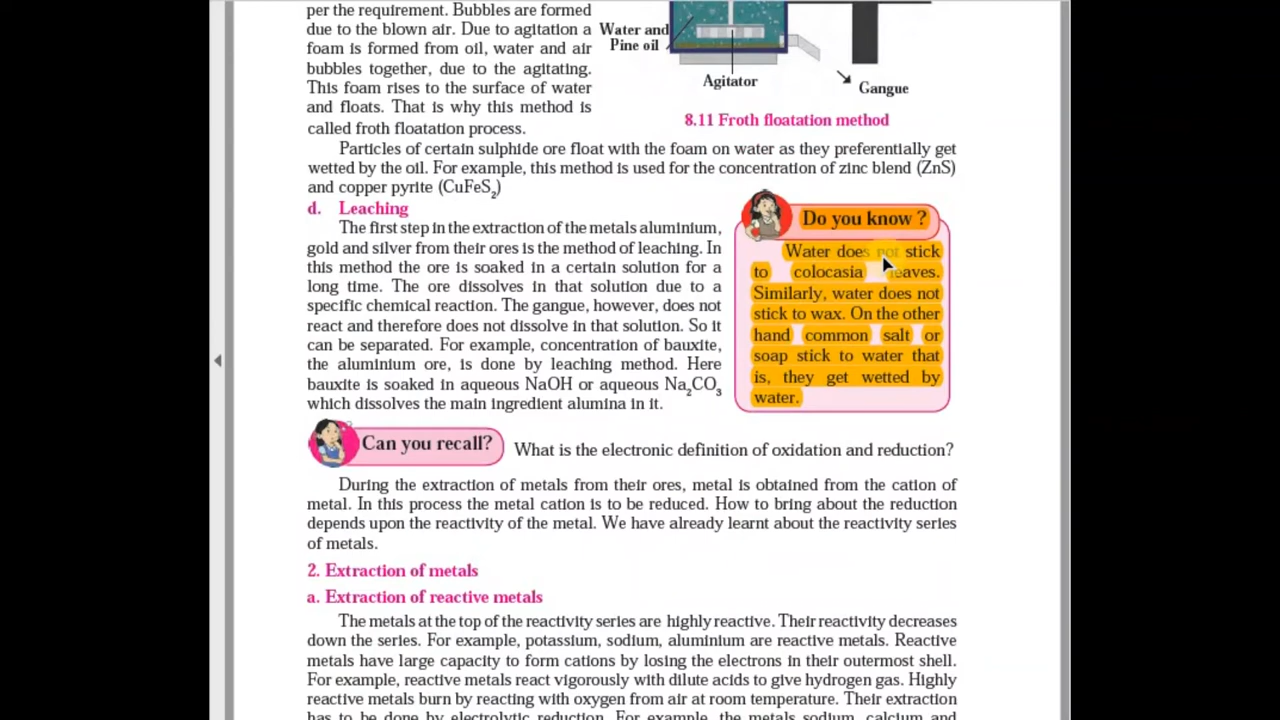 per the requirement. Bubbles are formed
due to the blown air. Due to agitation a
foam is formed from oil, water and air
bubbles together, due to the agitating.
This foam rises to the surface of water
and floats. That is why this method is
called froth floatation process.
Water and
Pine oil
Agitator
Gangue
8.11 Froth floatation method
Particles of certain sulphide ore float with the foam on water as they preferentially get
wetted by the oil. For example, this method is used for the concentration of zinc blend (ZnS)
and copper pyrite (CuFeS₂)
d. Leaching
The first step in the extraction of the metals aluminium,
gold and silver from their ores is the method of leaching. In
this method the ore is soaked in a certain solution for a
long time. The ore dissolves in that solution due to a
specific chemical reaction. The gangue, however, does not
react and therefore does not dissolve in that solution. So it
can be separated. For example, concentration of bauxite,
the aluminium ore, is done by leaching method. Here
bauxite is soaked in aqueous NaOH or aqueous Na₂CO₃
which dissolves the main ingredient alumina in it.
Do you know ?
Water does not stick
to colocasia leaves.
Similarly, water does not
stick to wax. On the other
hand common salt or
soap stick to water that
is, they get wetted by
water.
Can you recall?
What is the electronic definition of oxidation and reduction?
During the extraction of metals from their ores, metal is obtained from the cation of
metal. In this process the metal cation is to be reduced. How to bring about the reduction
depends upon the reactivity of the metal. We have already learnt about the reactivity series
of metals.
2. Extraction of metals
a. Extraction of reactive metals
The metals at the top of the reactivity series are highly reactive. Their reactivity decreases
down the series. For example, potassium, sodium, aluminium are reactive metals. Reactive
metals have large capacity to form cations by losing the electrons in their outermost shell.
For example, reactive metals react vigorously with dilute acids to give hydrogen gas. Highly
reactive metals burn by reacting with oxygen from air at room temperature. Their extraction
has to be done by electrolytic reduction. For example, the metals sodium, calcium and